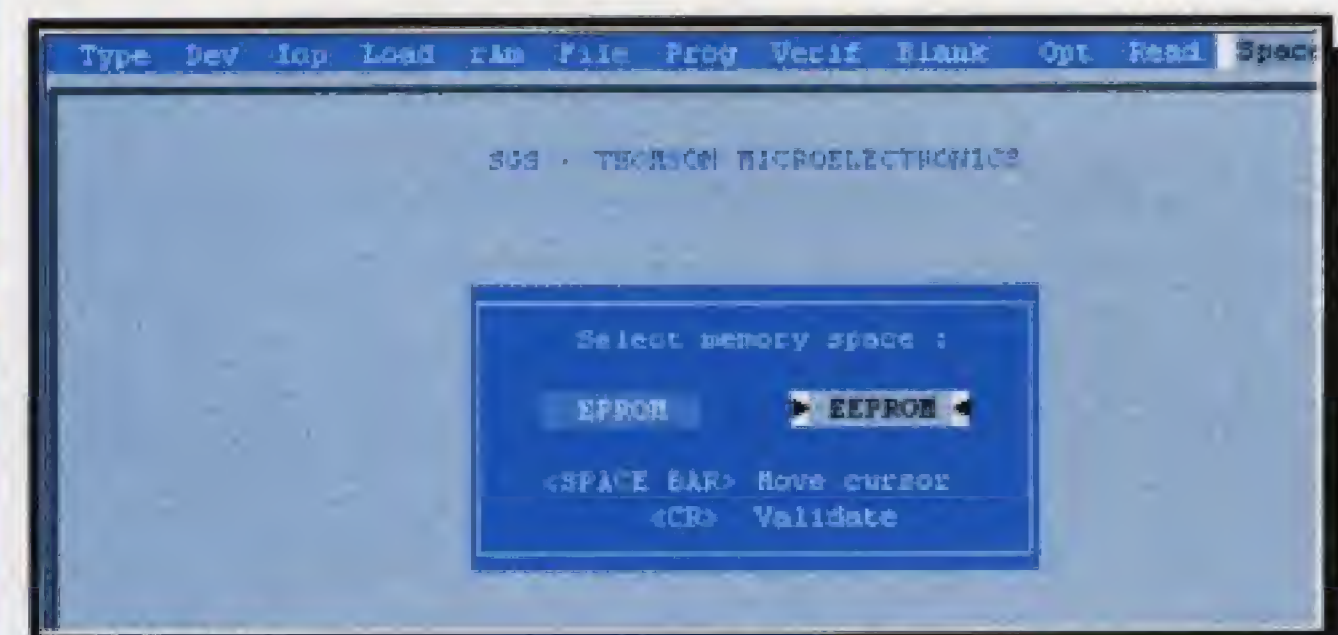 Type Dev Load rAm File Prog Verif Blank Opt Read Space
SGS - THOMSON MICROELECTRONICS
Select memory space :
EPROM ► EEPROM ◄
<SPACE BAR> Move cursor
<CR> Validate